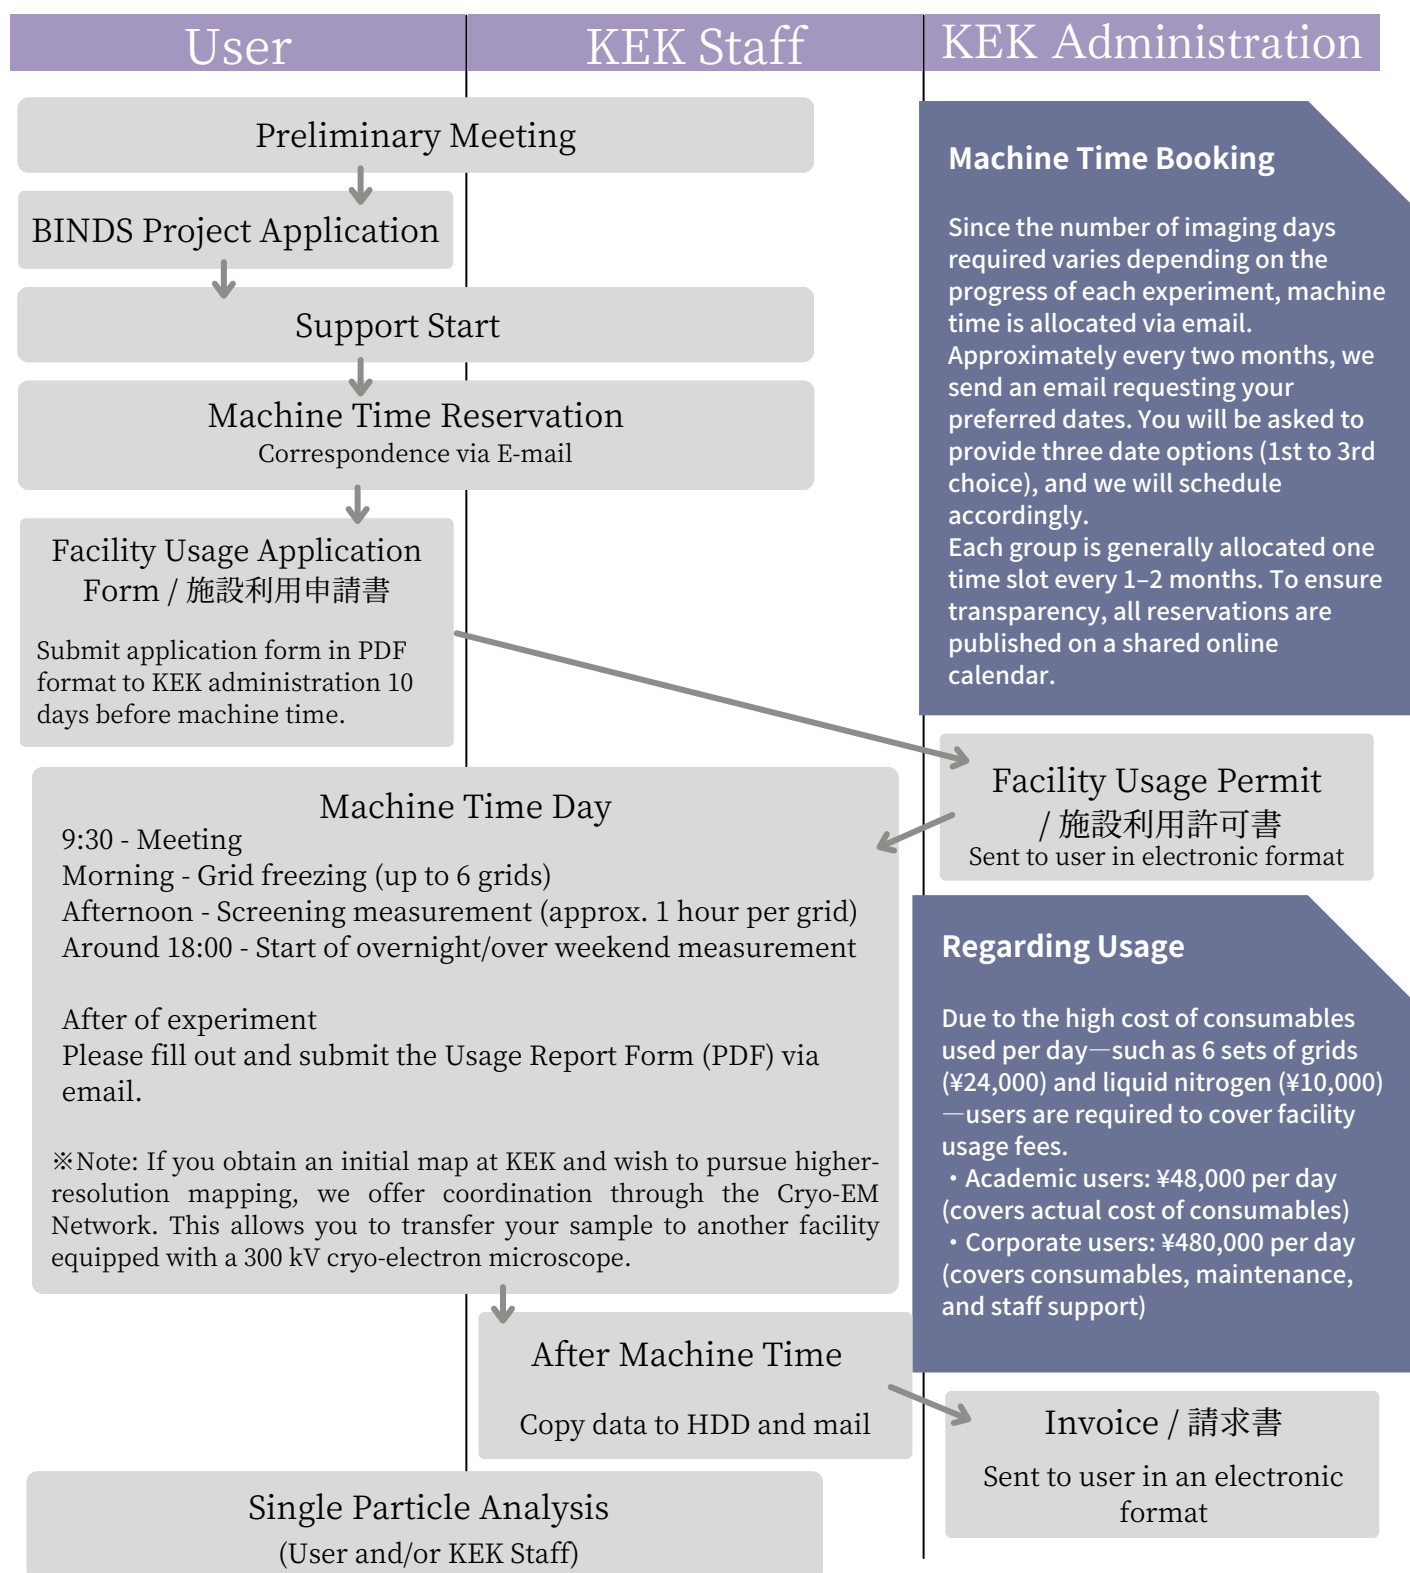 User
KEK Staff
KEK Administration
Preliminary Meeting
BINDS Project Application
Support Start
Machine Time Reservation
Correspondence via E-mail
Facility Usage Application
Form / 施設利用申請書
Submit application form in PDF
format to KEK administration 10
days before machine time.
Machine Time Booking
Since the number of imaging days
required varies depending on the
progress of each experiment, machine
time is allocated via email.
Approximately every two months, we
send an email requesting your
preferred dates. You will be asked to
provide three date options (1st to 3rd
choice), and we will schedule
accordingly.
Each group is generally allocated one
time slot every 1–2 months. To ensure
transparency, all reservations are
published on a shared online
calendar.
Facility Usage Permit
/ 施設利用許可書
Sent to user in electronic format
Machine Time Day
9:30 - Meeting
Morning - Grid freezing (up to 6 grids)
Afternoon - Screening measurement (approx. 1 hour per grid)
Around 18:00 - Start of overnight/over weekend measurement
After of experiment
Please fill out and submit the Usage Report Form (PDF) via
email.
※Note: If you obtain an initial map at KEK and wish to pursue higher-
resolution mapping, we offer coordination through the Cryo-EM
Network. This allows you to transfer your sample to another facility
equipped with a 300 kV cryo-electron microscope.
Regarding Usage
Due to the high cost of consumables
used per day—such as 6 sets of grids
(¥24,000) and liquid nitrogen (¥10,000)
—users are required to cover facility
usage fees.
・Academic users: ¥48,000 per day
(covers actual cost of consumables)
・Corporate users: ¥480,000 per day
(covers consumables, maintenance,
and staff support)
After Machine Time
Copy data to HDD and mail
Invoice / 請求書
Sent to user in an electronic
format
Single Particle Analysis
(User and/or KEK Staff)